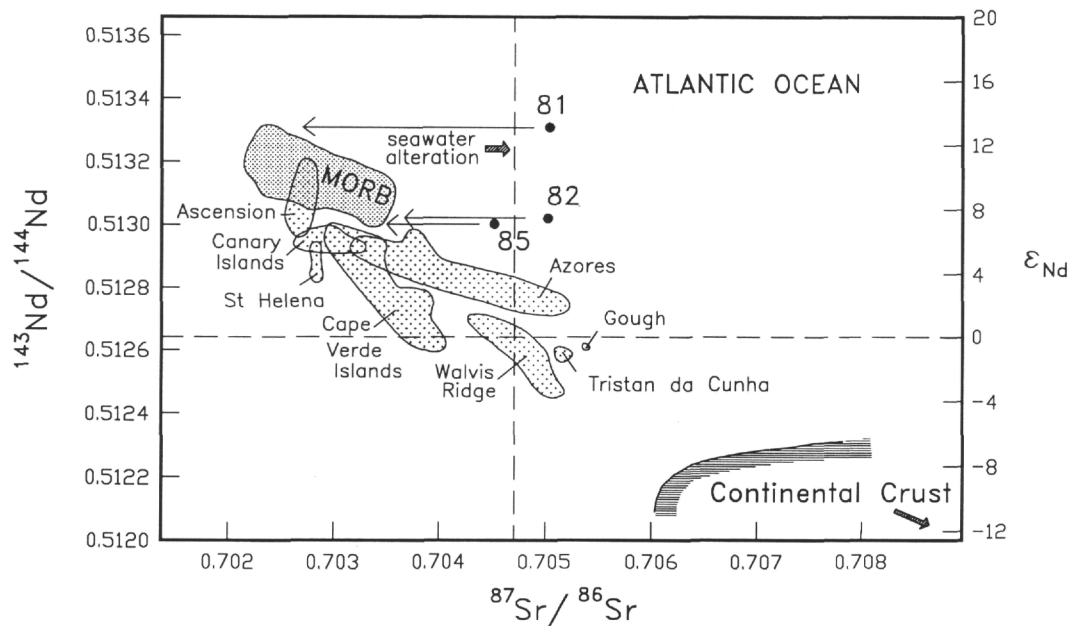 0.5136
0.5134
0.5132
0.5130
0.5128
0.5126
0.5124
0.5122
0.5120
143Nd/144Nd
20
16
12
8
4
0
-4
-8
-12
εNd
ATLANTIC OCEAN
81
seawater
alteration
MORB
82
85
Ascension
Canary
Islands
St Helena
Azores
Cape
Verde
Islands
Gough
Walvis
Ridge
Tristan da Cunha
Continental Crust
0.702
0.703
0.704
0.705
0.706
0.707
0.708
87Sr/86Sr